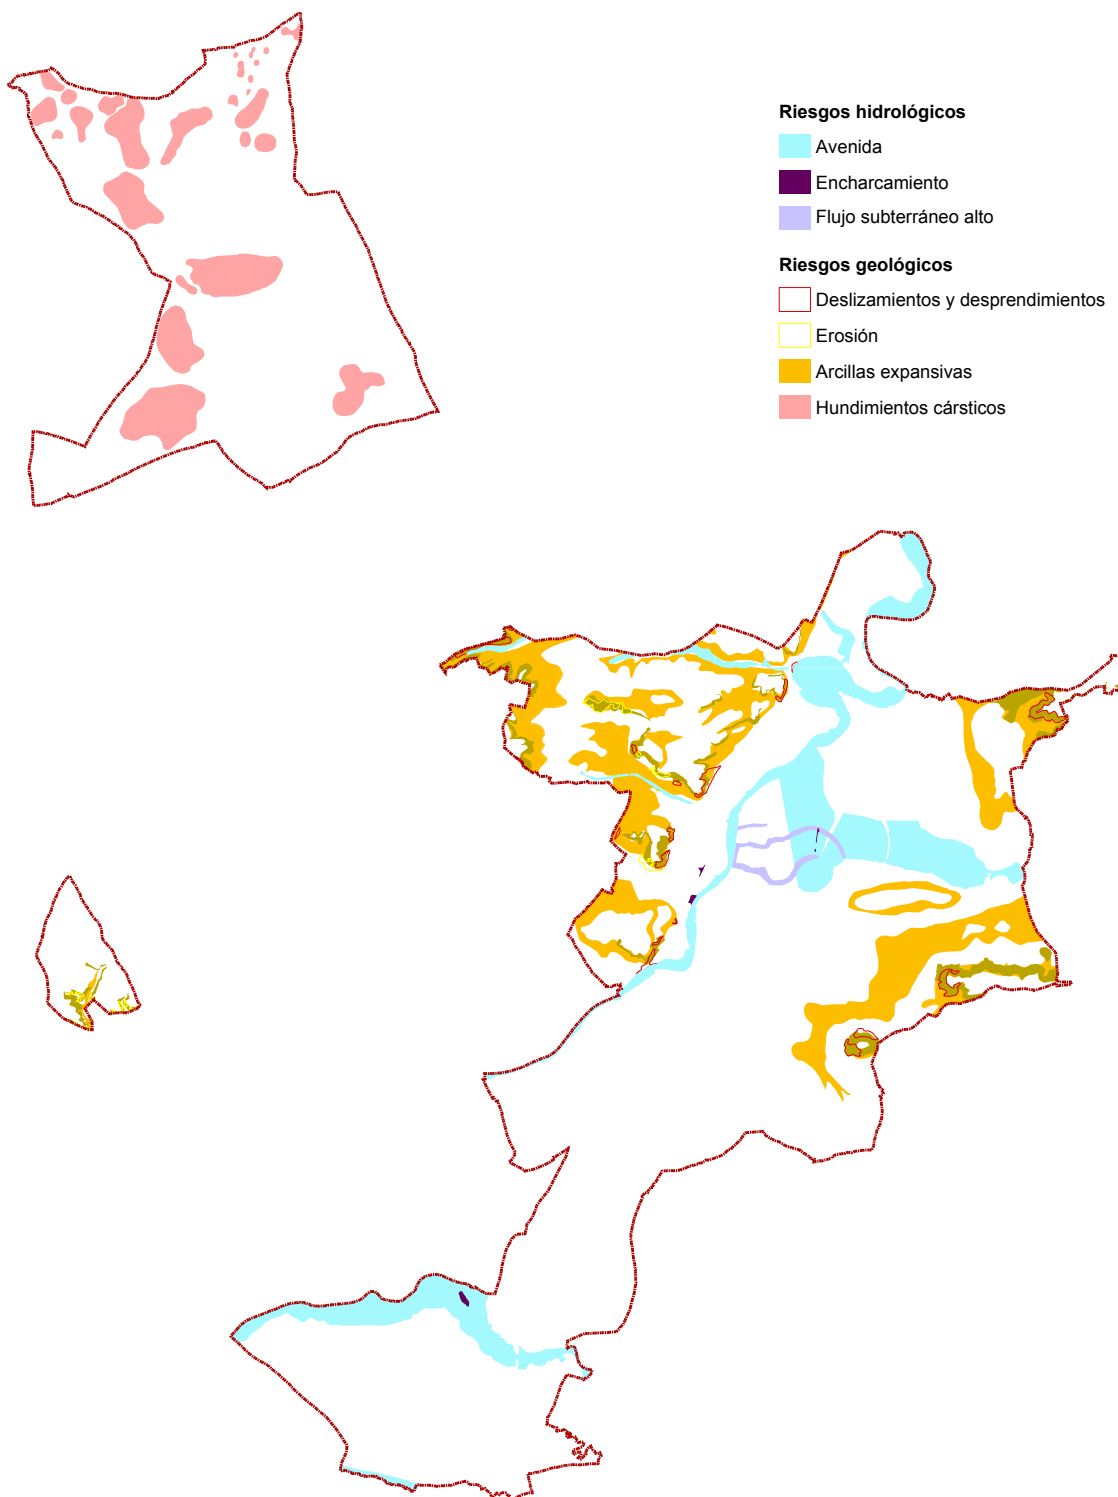 Riesgos hidrológicos
Avenida
Encharcamiento
Flujo subterráneo alto
Riesgos geológicos
Deslizamientos y desprendimientos
Erosión
Arcillas expansivas
Hundimientos cársticos